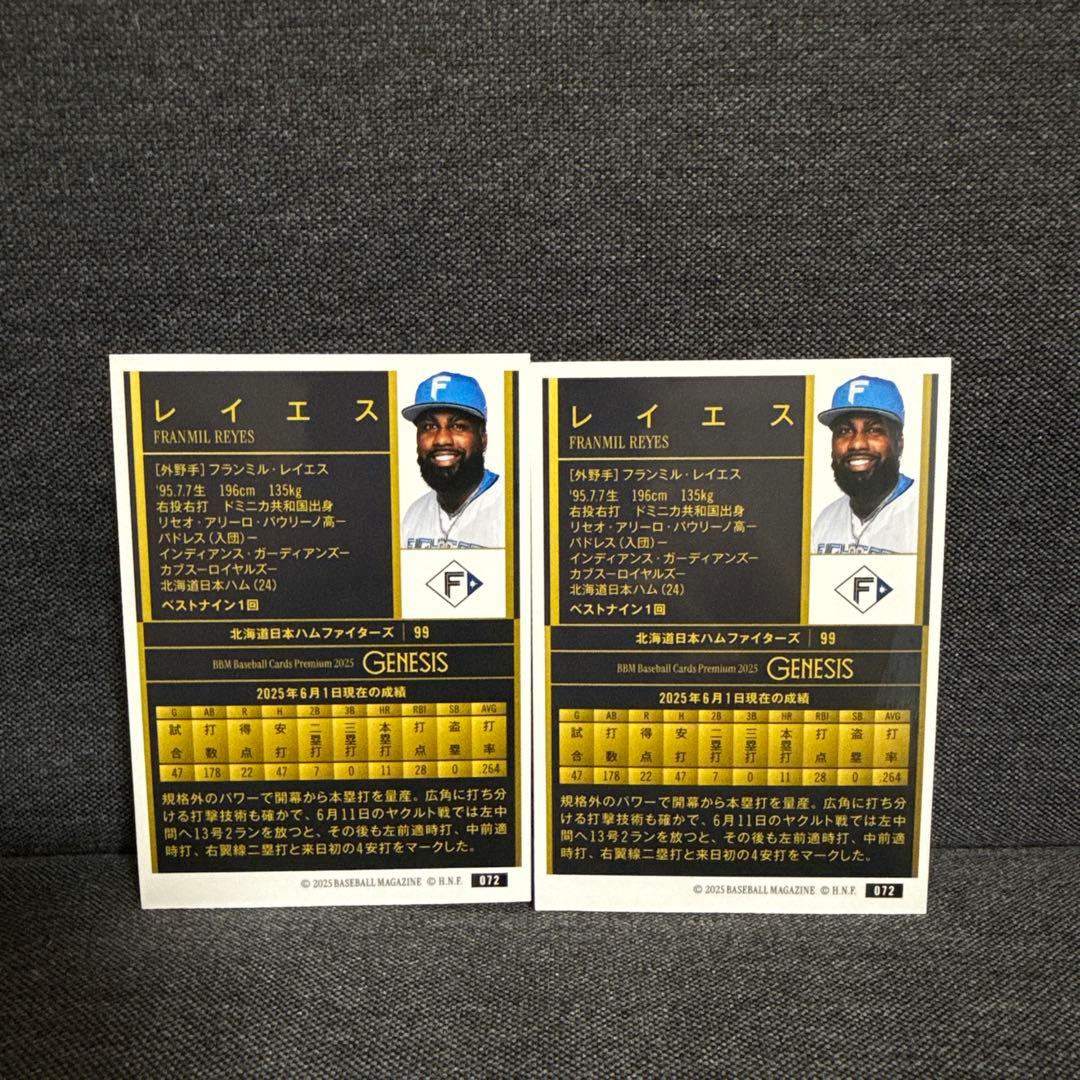 レイエス
FRANMIL REYES
[外野手] フランミル・レイエス
'95.7.7生 196cm 135kg
右投右打 ドミニカ共和国出身
リセオ・アリーロ・パウリーノ高ー
パドレス(入団)ー
インディアンス・ガーディアンズー
カブスーロイヤルズー
北海道日本ハム(24)
ベストナイン1回
F
F
北海道日本ハムファイターズ | 99
BBM Baseball Cards Premium 2025 GENESIS
2025年6月1日現在の成績
G AB R H 2B 3B HR RBI SB AVG
試合 打数 得点 安打 二塁打 三塁打 本塁打 打点 盗塁 打率
47 178 22 47 7 0 11 28 0 .264
規格外のパワーで開幕から本塁打を量産。広角に打ち分
ける打撃技術も確かで、6月11日のヤクルト戦では左中
間へ13号2ランを放つと、その後も左前適時打、中前適
時打、右翼線二塁打と来日初の4安打をマークした。
© 2025 BASEBALL MAGAZINE © H.N.F. 072
レイエス
FRANMIL REYES
[外野手] フランミル・レイエス
'95.7.7生 196cm 135kg
右投右打 ドミニカ共和国出身
リセオ・アリーロ・パウリーノ高ー
パドレス(入団)ー
インディアンス・ガーディアンズー
カブスーロイヤルズー
北海道日本ハム(24)
ベストナイン1回
F
F
北海道日本ハムファイターズ | 99
BBM Baseball Cards Premium 2025 GENESIS
2025年6月1日現在の成績
G AB R H 2B 3B HR RBI SB AVG
試合 打数 得点 安打 二塁打 三塁打 本塁打 打点 盗塁 打率
47 178 22 47 7 0 11 28 0 .264
規格外のパワーで開幕から本塁打を量産。広角に打ち分
ける打撃技術も確かで、6月11日のヤクルト戦では左中
間へ13号2ランを放つと、その後も左前適時打、中前適
時打、右翼線二塁打と来日初の4安打をマークした。
© 2025 BASEBALL MAGAZINE © H.N.F. 072